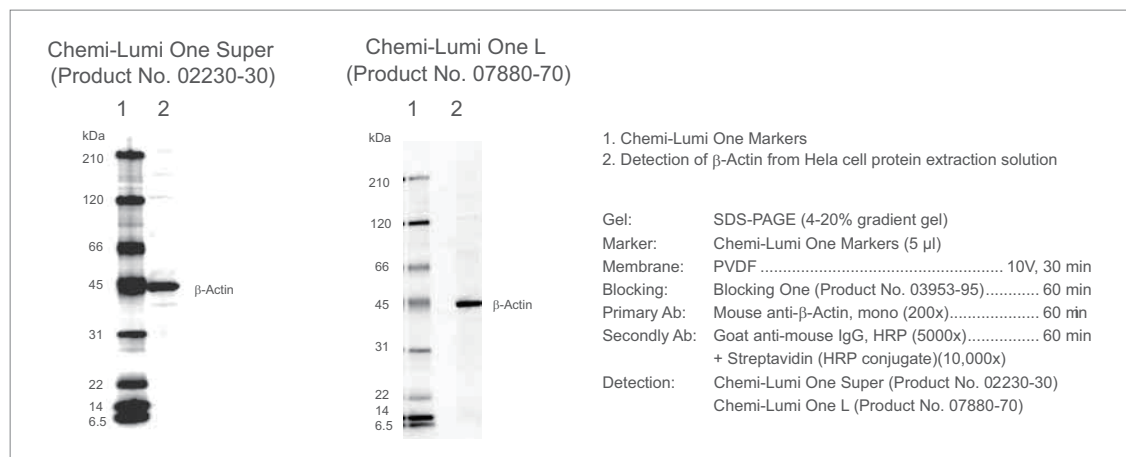 Chemi-Lumi One Super
(Product No. 02230-30)
1 2
kDa
210
120
66
45
β-Actin
31
22
14
6.5
Chemi-Lumi One L
(Product No. 07880-70)
1 2
kDa
210
120
66
45
β-Actin
31
22
14
6.5
1. Chemi-Lumi One Markers
2. Detection of β-Actin from Hela cell protein extraction solution
Gel: SDS-PAGE (4-20% gradient gel)
Marker: Chemi-Lumi One Markers (5 µl)
Membrane: PVDF ...................................................... 10V, 30 min
Blocking: Blocking One (Product No. 03953-95)............ 60 min
Primary Ab: Mouse anti-β-Actin, mono (200x).................... 60 min
Secondly Ab: Goat anti-mouse IgG, HRP (5000x)................ 60 min
+ Streptavidin (HRP conjugate)(10,000x)
Detection: Chemi-Lumi One Super (Product No. 02230-30)
Chemi-Lumi One L (Product No. 07880-70)